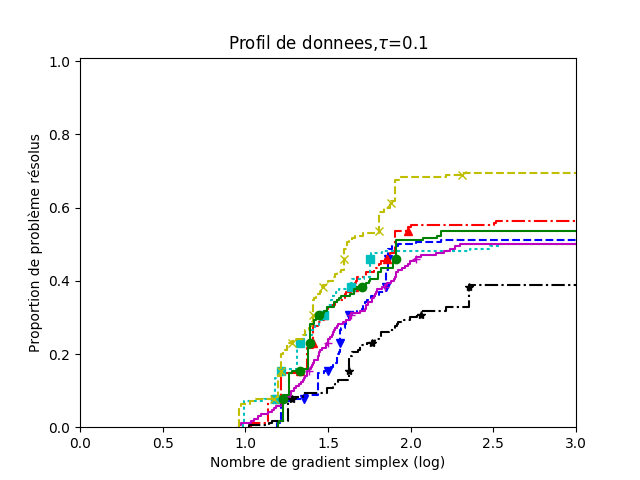 Profil de donnees,τ=0.1
Proportion de problème résolus
1.0
0.8
0.6
0.4
0.2
0.0
0.0 0.5 1.0 1.5 2.0 2.5 3.0
Nombre de gradient simplex (log)